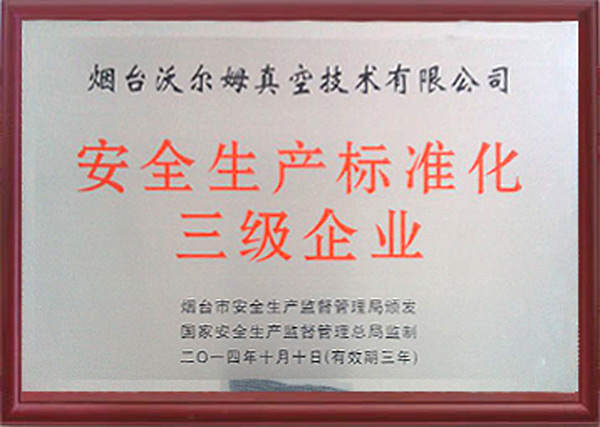 烟台沃尔姆真空技术有限公司
安全生产标准化
三级企业
烟台市安全生产监督管理局颁发
国家安全生产监督管理总局监制
二〇一四年十月十日(有效期三年)